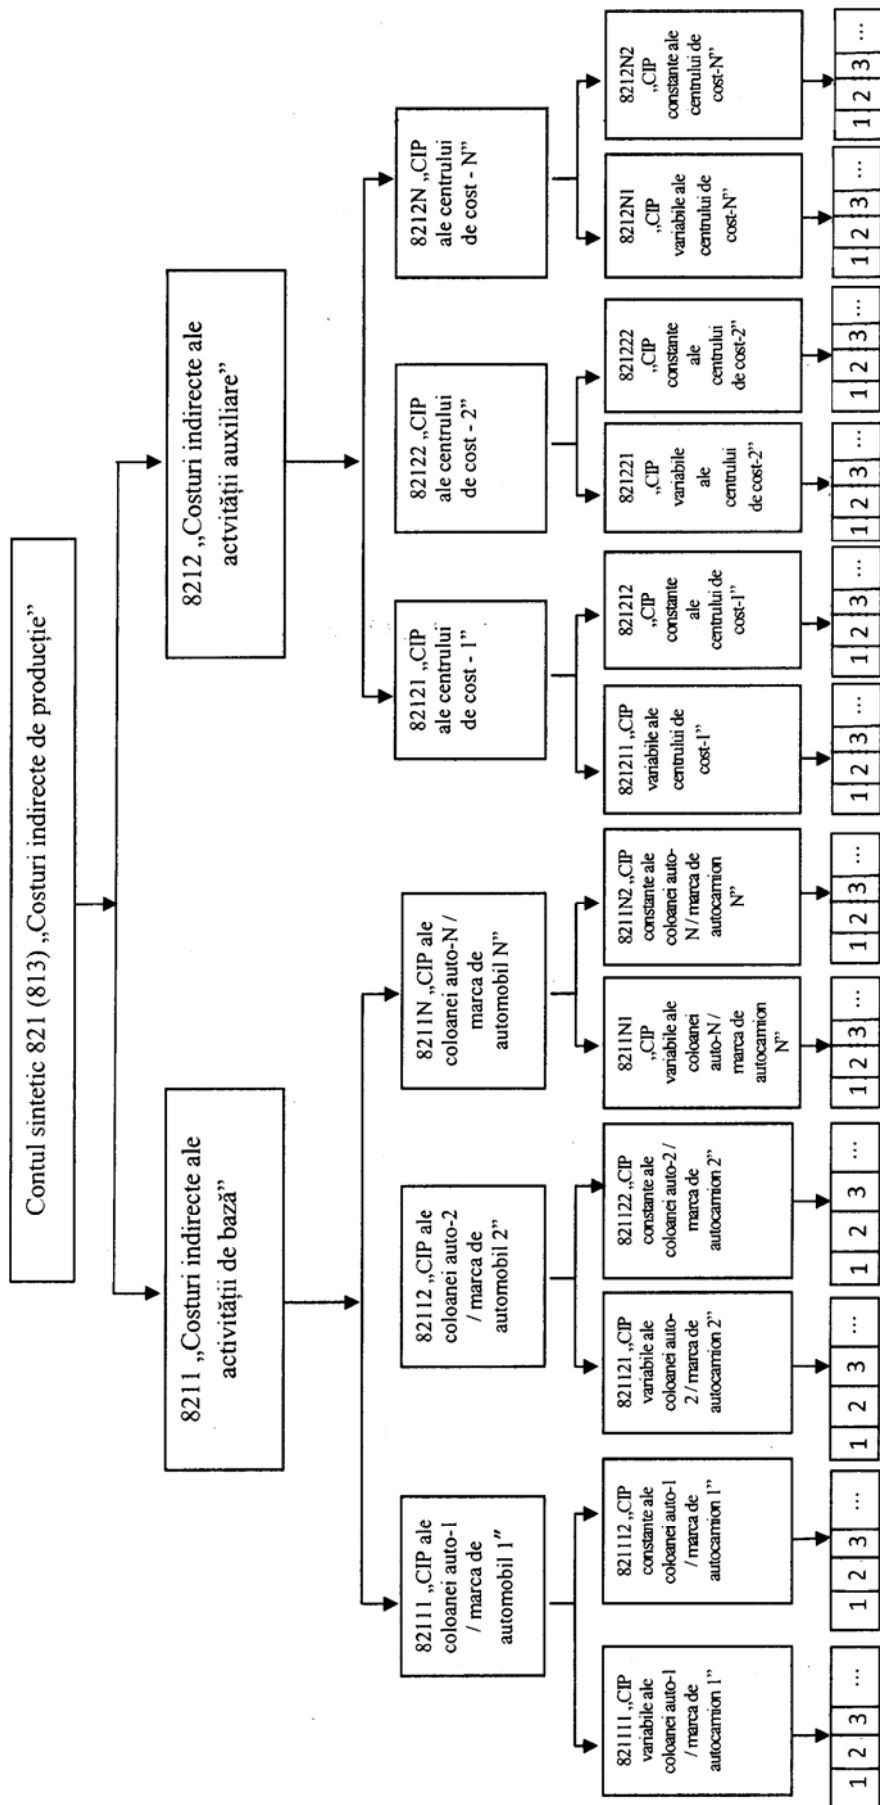 Contul sintetic 821 (813) „Costuri indirecte de producție”
8211 „Costuri indirecte ale
activității de bază”
8212 „Costuri indirecte ale
actvității auxiliare”
82111 „CIP ale
coloanei auto-1
/ marca de
automobil 1”
82112 „CIP ale
coloanei auto-2
/ marca de
automobil 2”
8211N „CIP ale
coloanei auto-N /
marca de
automobil N”
82121 „CIP
ale centrului
de cost - 1”
82122 „CIP
ale centrului
de cost - 2”
8212N „CIP
ale centrului
de cost - N”
821111 „CIP
variabile ale
coloanei auto-1
/ marca de
autocamion 1”
821112 „CIP
constante ale
coloanei auto-1
/ marca de
autocamion 1”
821121 „CIP
variabile ale
coloanei auto-
2 / marca de
autocamion 2”
821122 „CIP
constante ale
coloanei auto-2 /
marca de
autocamion 2”
8211N1
„CIP
variabile ale
coloanei
auto-N /
marca de
autocamion
N”
8211N2 „CIP
constante ale
coloanei auto-
N / marca de
autocamion
N”
821211 „CIP
variabile ale
centrului de
cost-1”
821212
„CIP
constante
ale
centrului de
cost-1”
821221
„CIP
variabile
ale
centrului
de cost-2”
821222
„CIP
constante
ale
centrului
de cost-2”
8212N1
„CIP
variabile ale
centrului de
cost-N”
8212N2
„CIP
constante ale
centrului de
cost-N”
1 2 3 ...
1 2 3 ...
1 2 3 ...
1 2 3 ...
1 2 3 ...
1 2 3 ...
1 2 3 ...
1 2 3 ...
1 2 3 ...
1 2 3 ...
1 2 3 ...
1 2 3 ...